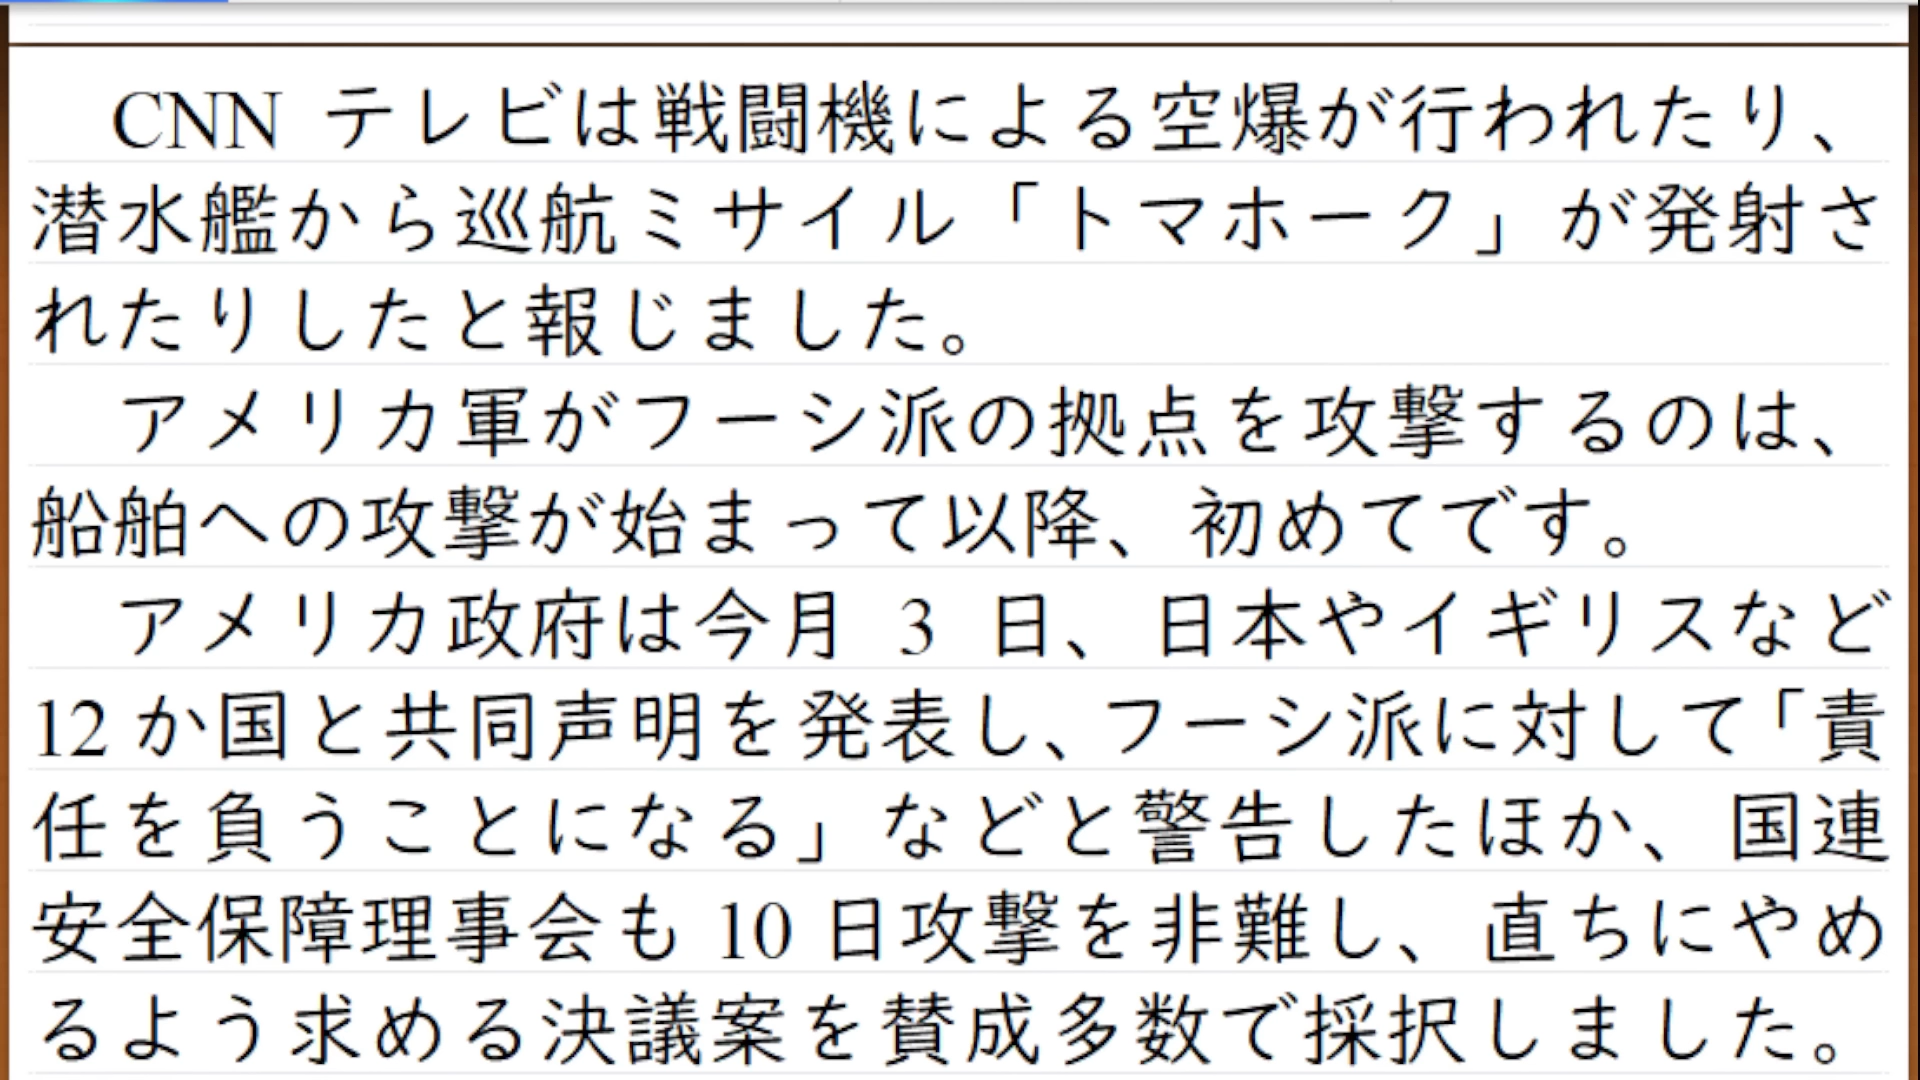 CNN テレビは戦闘機による空爆が行われたり、
潜水艦から巡航ミサイル「トマホーク」が発射さ
れたりしたと報じました。
アメリカ軍がフーシ派の拠点を攻撃するのは、
船舶への攻撃が始まって以降、初めてです。
アメリカ政府は今月 3 日、日本やイギリスなど
12 か国と共同声明を発表し、フーシ派に対して「責
任を負うことになる」などと警告したほか、国連
安全保障理事会も 10 日攻撃を非難し、直ちにやめ
るよう求める決議案を賛成多数で採択しました。